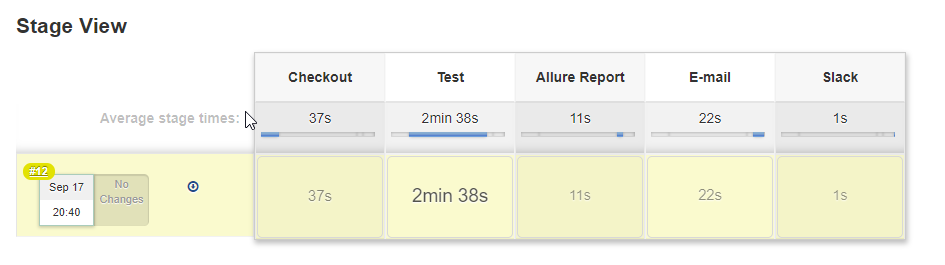 Stage View
Checkout Test Allure Report E-mail Slack
Average stage times: 37s 2min 38s 11s 22s 1s
#12
Sep 17 No Changes
20:40
37s 2min 38s 11s 22s 1s